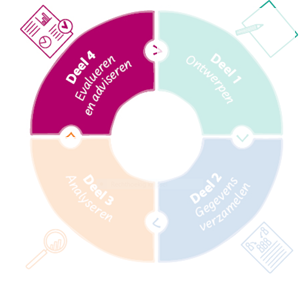 Deel 4
Evalueren
en adviseren
Deel 1
Ontwerpen
Deel 2
Gegevens
verzamelen
Deel 3
Analyseren